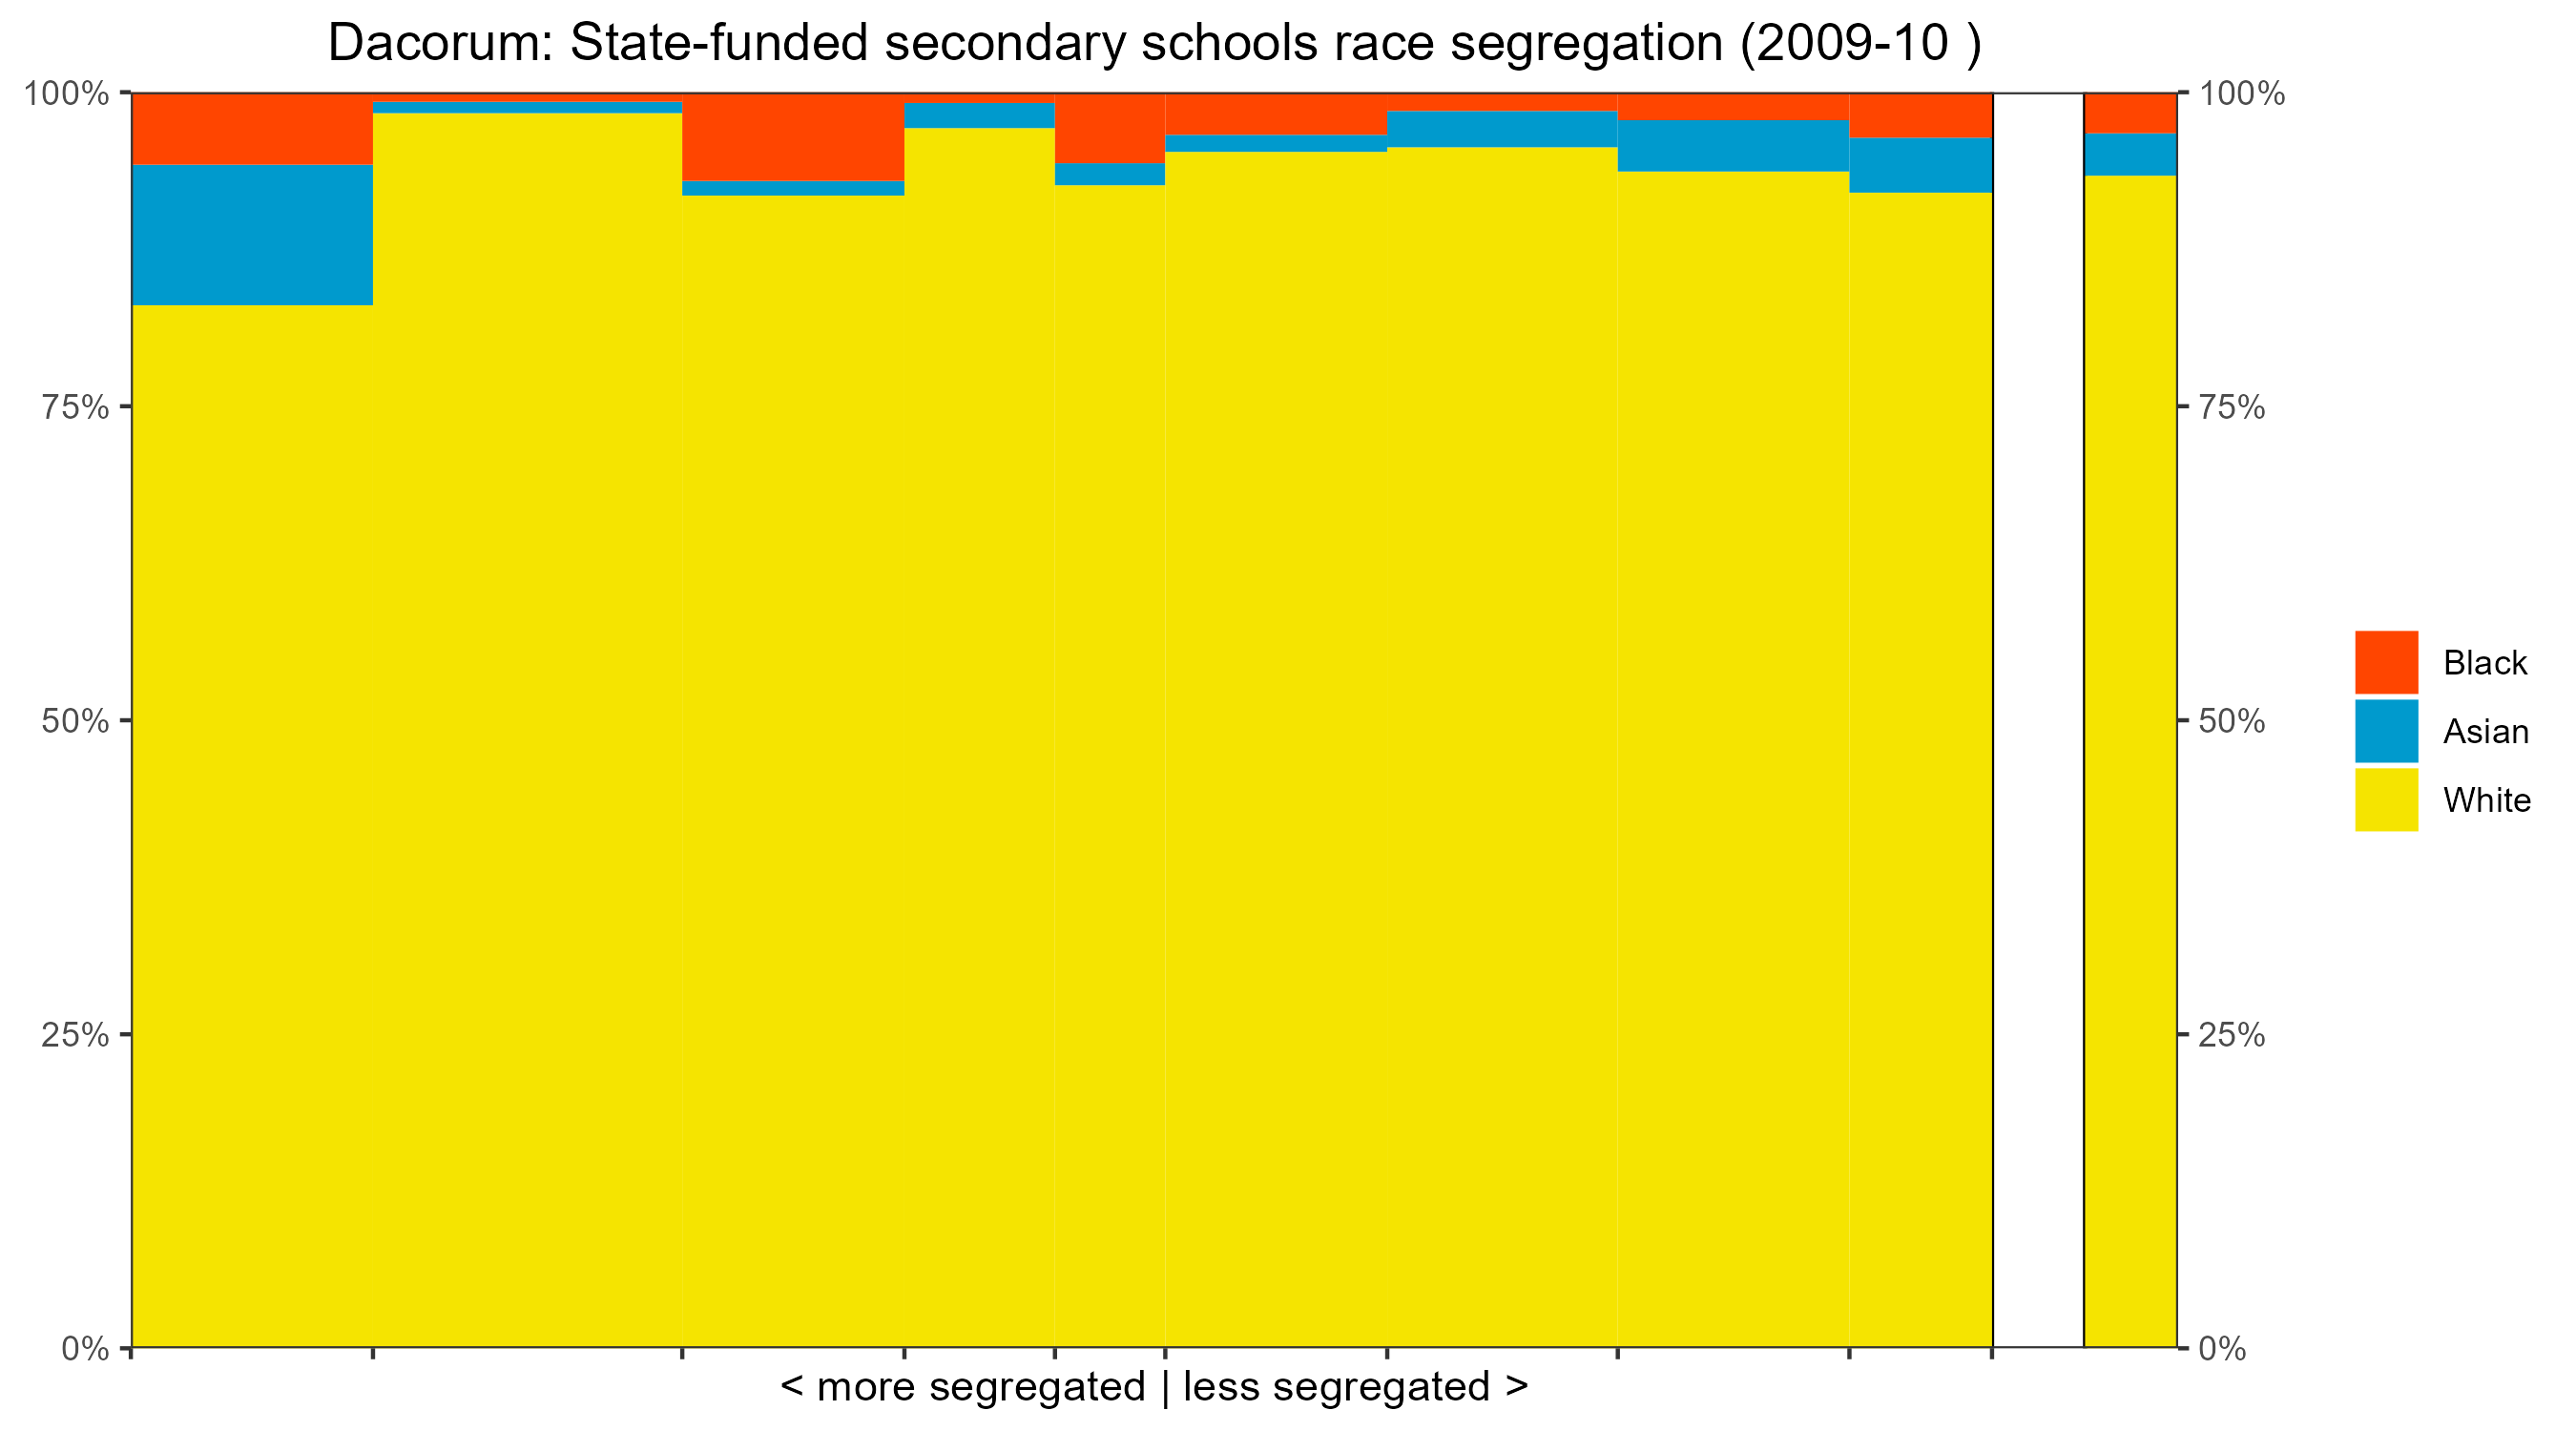 Dacorum: State-funded secondary schools race segregation (2009-10 )
100%
75%
50%
25%
0%
100%
75%
50%
25%
0%
Black
Asian
White
< more segregated | less segregated >